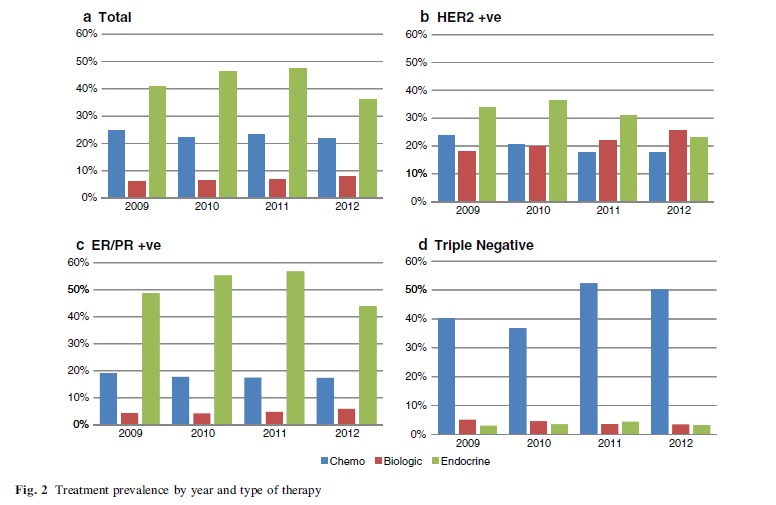 a Total
60%
50%
40%
30%
20%
10%
0%
2009 2010 2011 2012
b HER2 +ve
60%
50%
40%
30%
20%
10%
0%
2009 2010 2011 2012
c ER/PR +ve
60%
50%
40%
30%
20%
10%
0%
2009 2010 2011 2012
d Triple Negative
60%
50%
40%
30%
20%
10%
0%
2009 2010 2011 2012
Chemo Biologic Endocrine
Fig. 2 Treatment prevalence by year and type of therapy